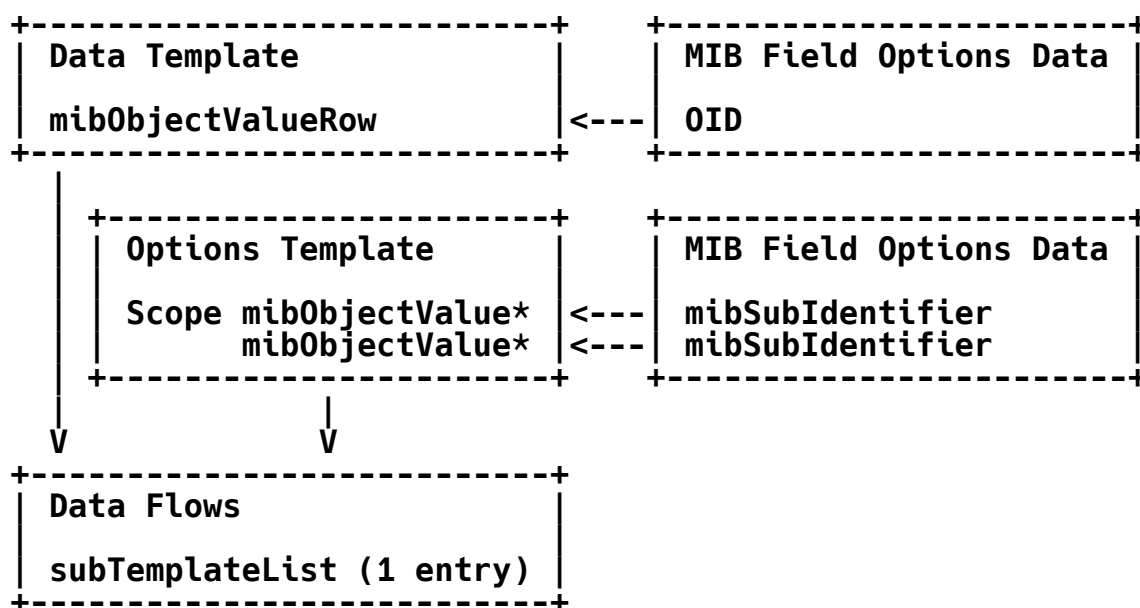 +---------------------------+    +------------------------+
| Data Template             |    | MIB Field Options Data |
|                           |    |                        |
| mibObjectValueRow         |<---| OID                    |
+---------------------------+    +------------------------+
  |
  | +-----------------------+    +------------------------+
  | | Options Template      |    | MIB Field Options Data |
  | |                       |    |                        |
  | | Scope mibObjectValue* |<---| mibSubIdentifier       |
  | |       mibObjectValue* |<---| mibSubIdentifier       |
  | +-----------------------+    +------------------------+
  |             |
  V             V
+---------------------------+
| Data Flows                |
|                           |
| subTemplateList (1 entry) |
+---------------------------+